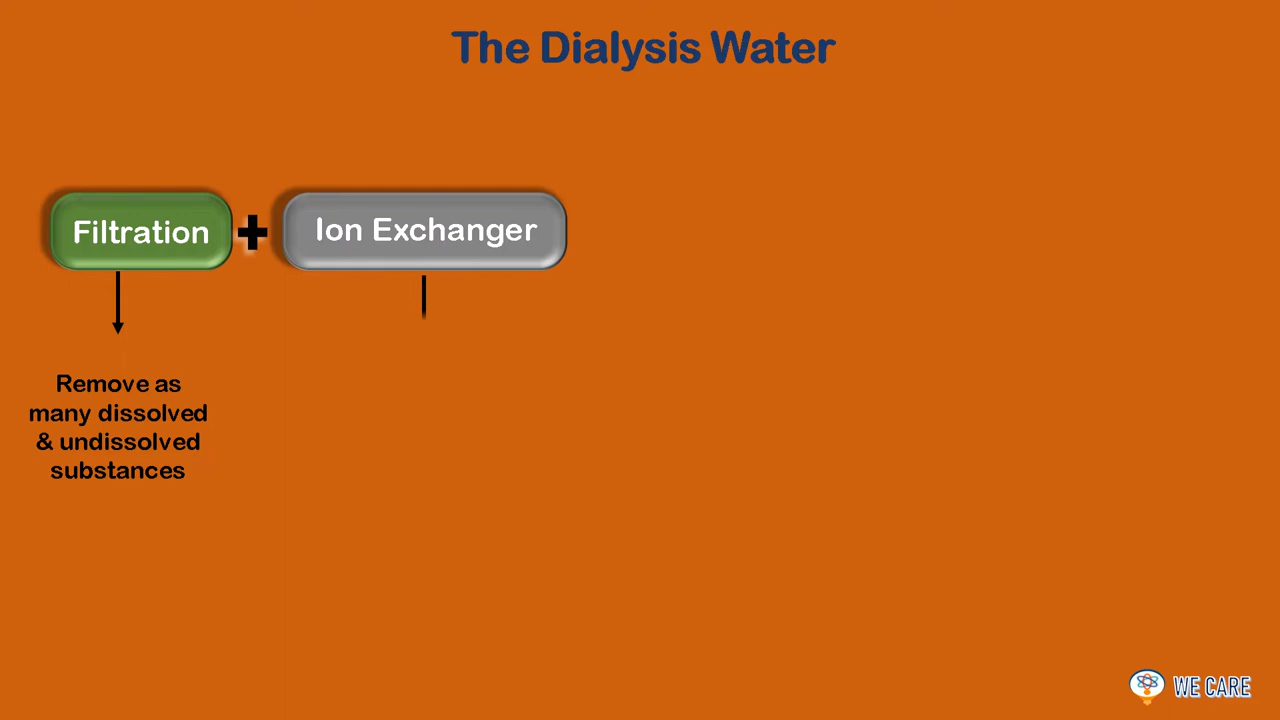 The Dialysis Water
Filtration
Ion Exchanger
Remove as
many dissolved
& undissolved
substances
WE CARE